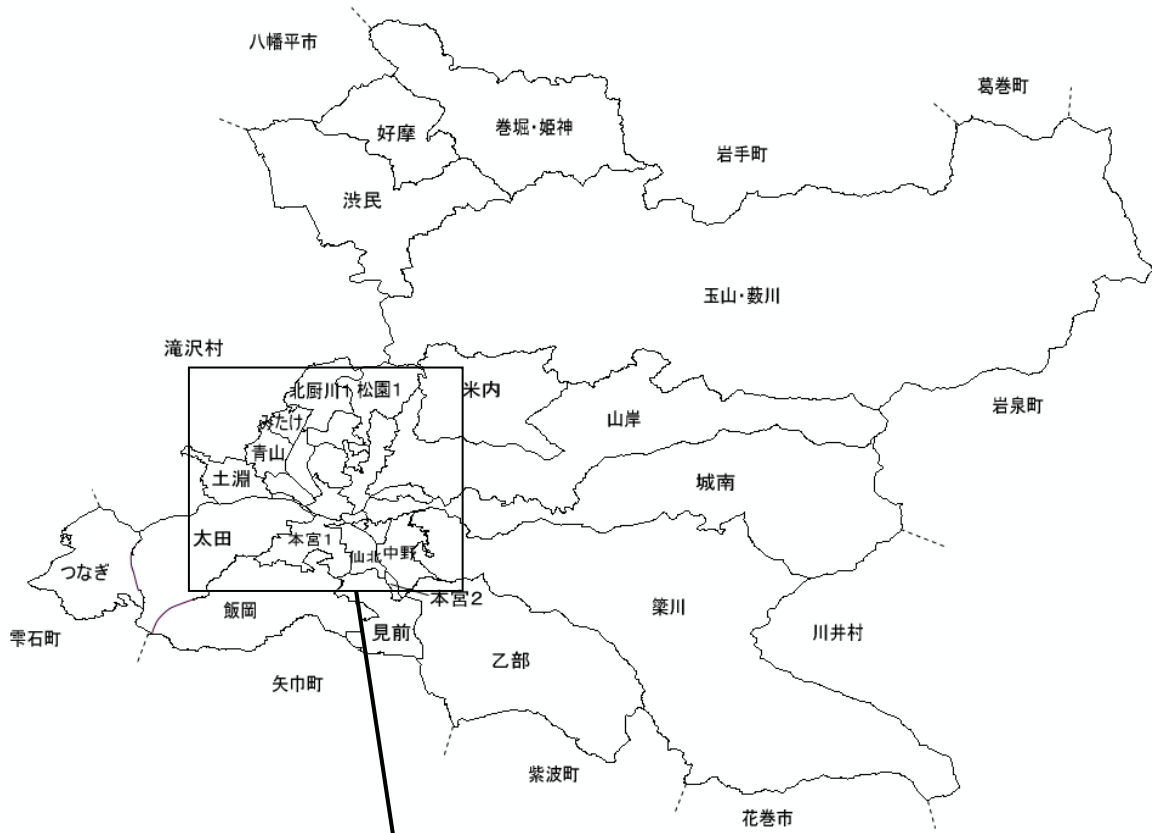 八幡平市
葛巻町
好摩
巻堀・姫神
岩手町
渋民
玉山・薮川
滝沢村
北厨川1
松園1
米内
岩泉町
山岸
みたけ
青山
土淵
城南
太田
本宮1
仙北
中野
つなぎ
本宮2
飯岡
簗川
雫石町
見前
川井村
乙部
矢巾町
紫波町
花巻市